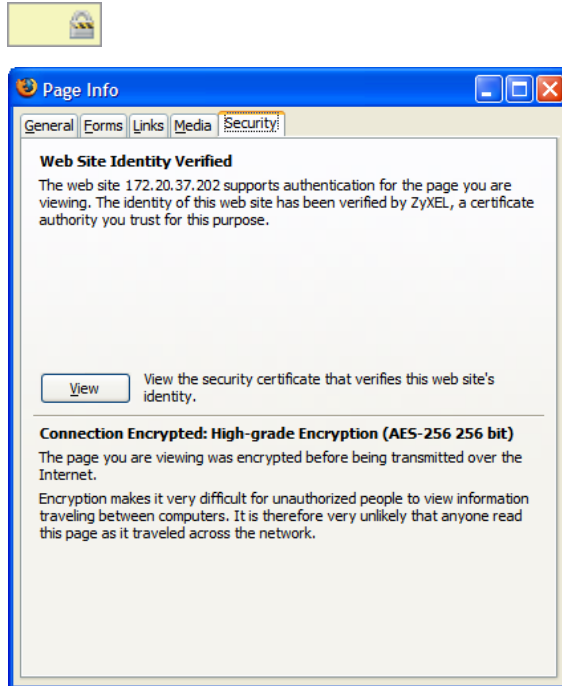 Page Info
General Forms Links Media Security
Web Site Identity Verified
The web site 172.20.37.202 supports authentication for the page you are
viewing. The identity of this web site has been verified by ZyXEL, a certificate
authority you trust for this purpose.
View
View the security certificate that verifies this web site's
identity.
Connection Encrypted: High-grade Encryption (AES-256 256 bit)
The page you are viewing was encrypted before being transmitted over the
Internet.
Encryption makes it very difficult for unauthorized people to view information
traveling between computers. It is therefore very unlikely that anyone read
this page as it traveled across the network.